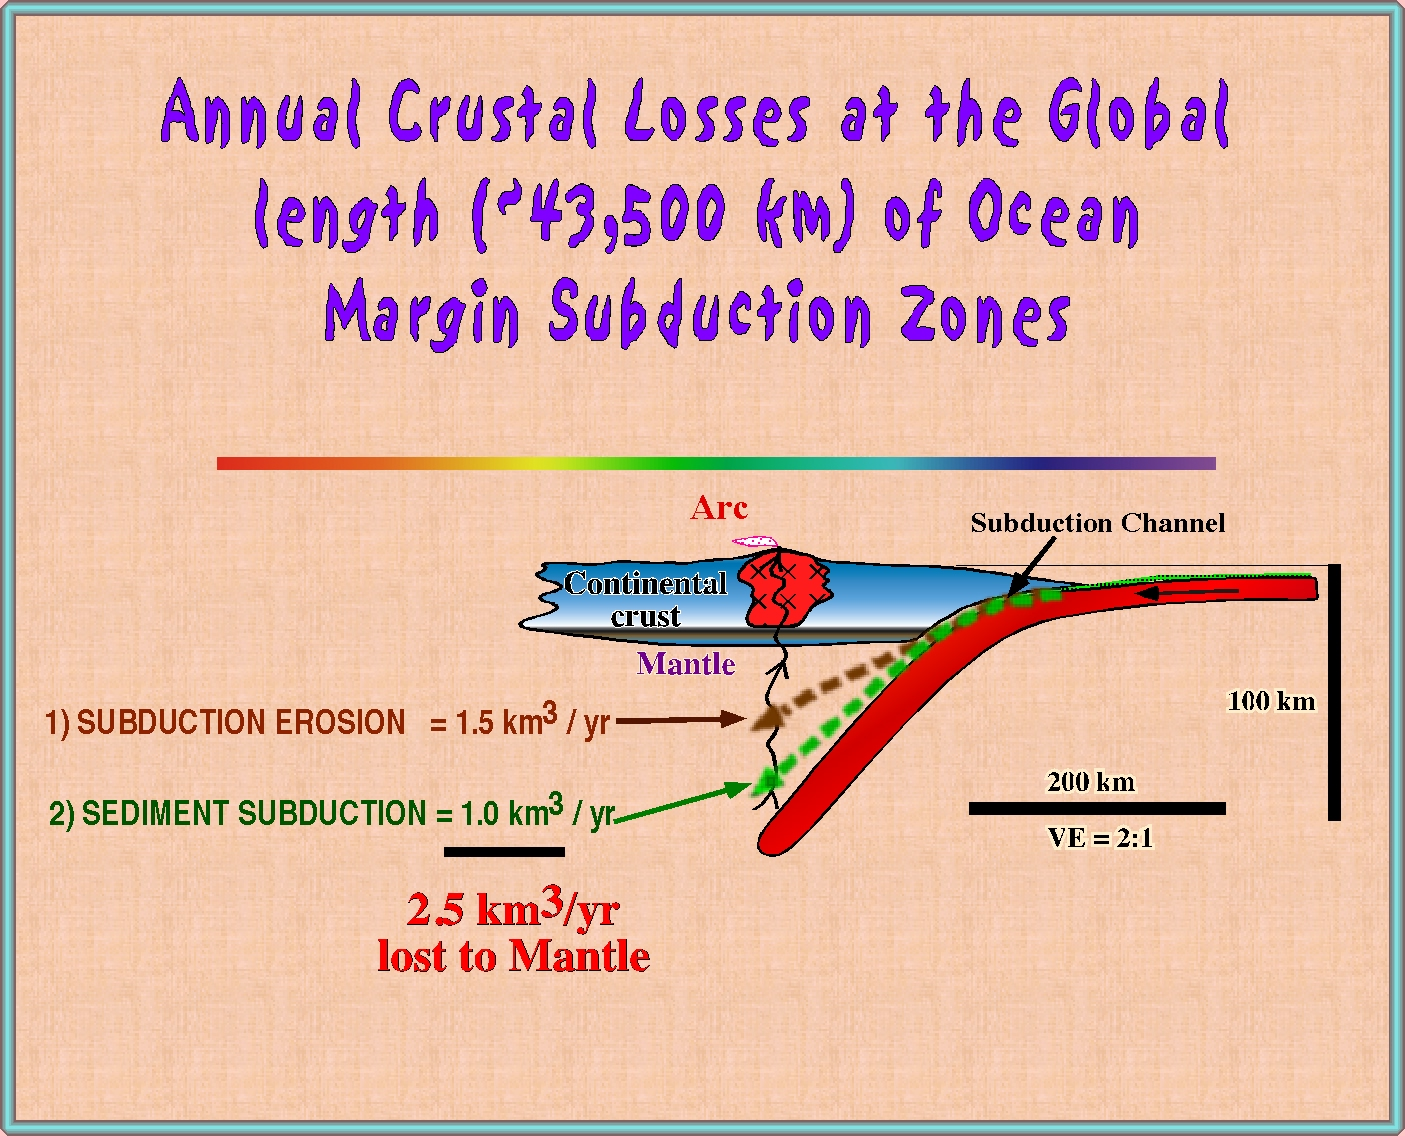 Annual Crustal Losses at the Global
length (~43,500 km) of Ocean
Margin Subduction Zones
Arc
Subduction Channel
Continental
crust
Mantle
1) SUBDUCTION EROSION = 1.5 km³ / yr
100 km
200 km
2) SEDIMENT SUBDUCTION = 1.0 km³ / yr
VE = 2:1
2.5 km³/yr
lost to Mantle